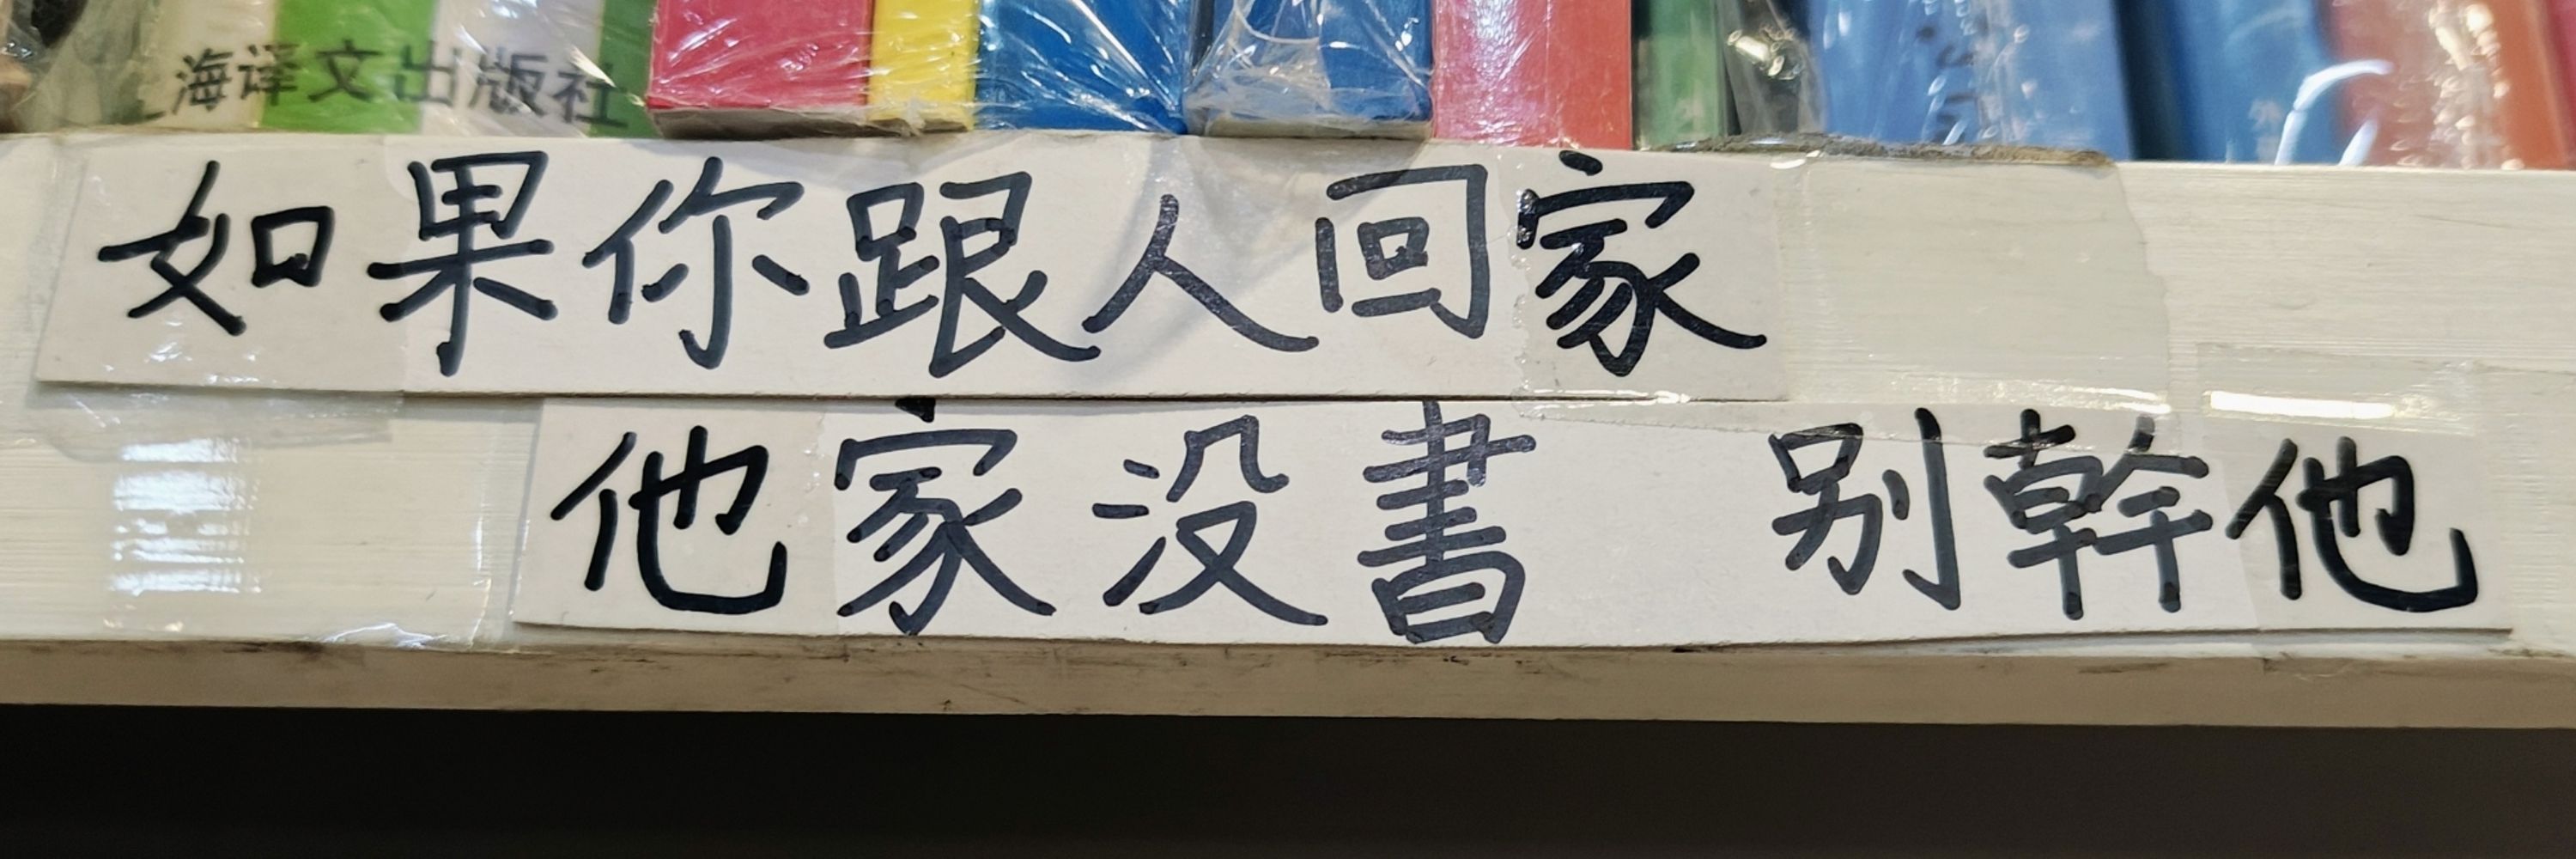 海译文出版社
如果你跟人回家
他家没書 别幹他